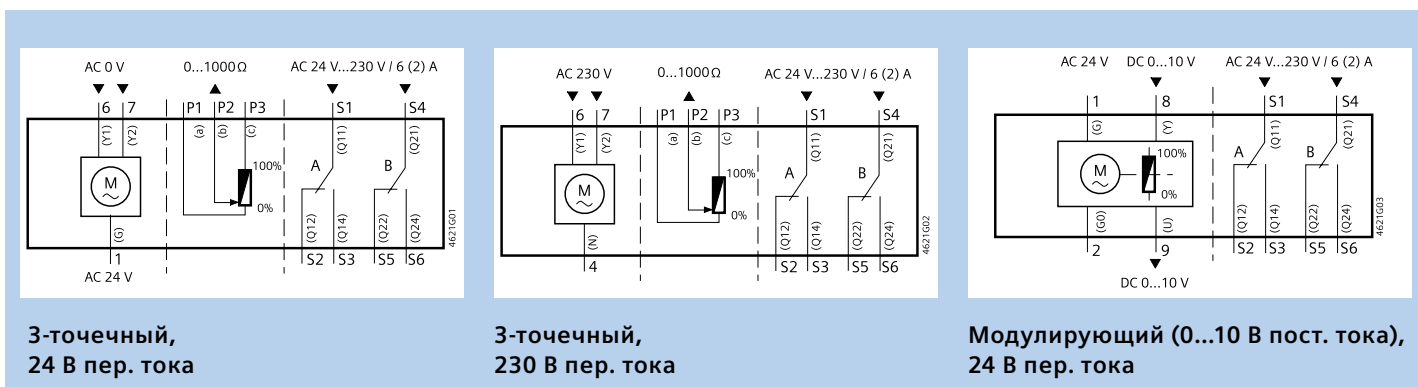 AC 0 V 0...1000 Ω AC 24 V...230 V / 6 (2) A
6 7 P1 P2 P3 S1 S4
(Y1) (Y2) (a) (b) (c) (Q11) (Q21)
M 100% A B
0%
(G) (Q12) (Q14) (Q22) (Q24)
1 S2 S3 S5 S6
AC 24 V
4621G01
3-точечный,
24 В пер. тока
AC 230 V 0...1000 Ω AC 24 V...230 V / 6 (2) A
6 7 P1 P2 P3 S1 S4
(Y1) (Y2) (a) (b) (c) (Q11) (Q21)
M 100% A B
0%
(N) (Q12) (Q14) (Q22) (Q24)
4 S2 S3 S5 S6
4621G02
3-точечный,
230 В пер. тока
AC 24 V DC 0...10 V AC 24 V...230 V / 6 (2) A
1 8 S1 S4
(G) (Y) (Q11) (Q21)
M 100% A B
0%
(G0) (U) (Q12) (Q14) (Q22) (Q24)
2 9 S2 S3 S5 S6
DC 0...10 V
4621G03
Модулирующий (0...10 В пост. тока),
24 В пер. тока